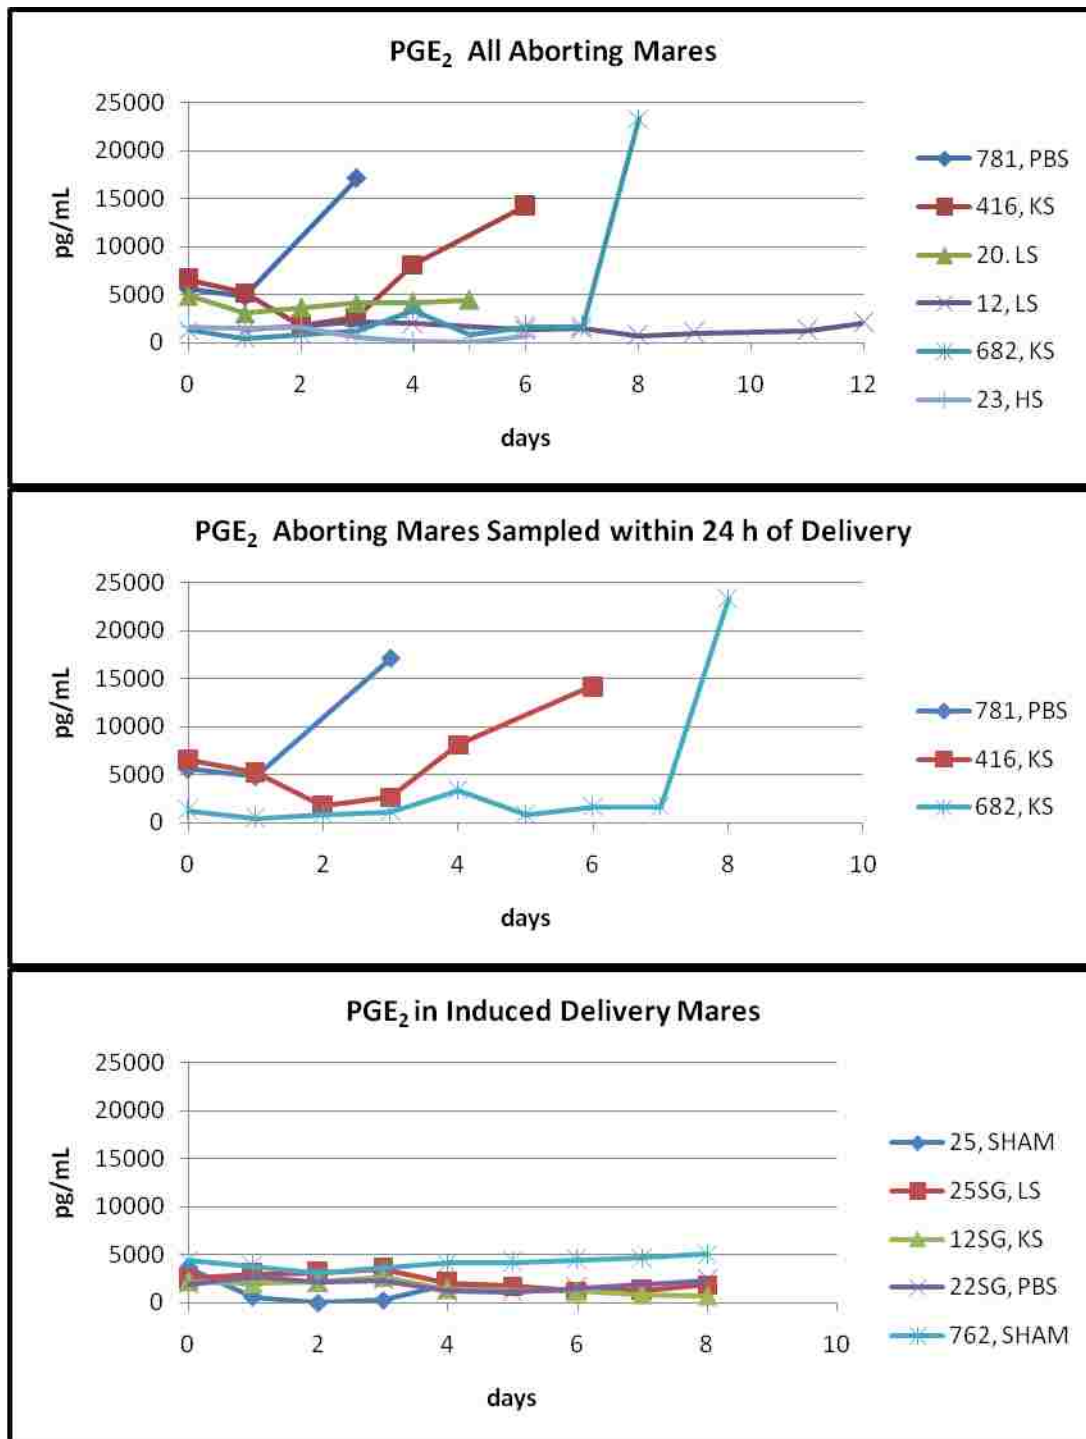 PGE₂ All Aborting Mares
25000
20000
15000
10000
5000
0
pg/mL
0 2 4 6 8 10 12
days
781, PBS
416, KS
20. LS
12, LS
682, KS
23, HS
PGE₂ Aborting Mares Sampled within 24 h of Delivery
25000
20000
15000
10000
5000
0
pg/mL
0 2 4 6 8 10
days
781, PBS
416, KS
682, KS
PGE₂ in Induced Delivery Mares
25000
20000
15000
10000
5000
0
pg/mL
0 2 4 6 8 10
days
25, SHAM
25SG, LS
12SG, KS
22SG, PBS
762, SHAM